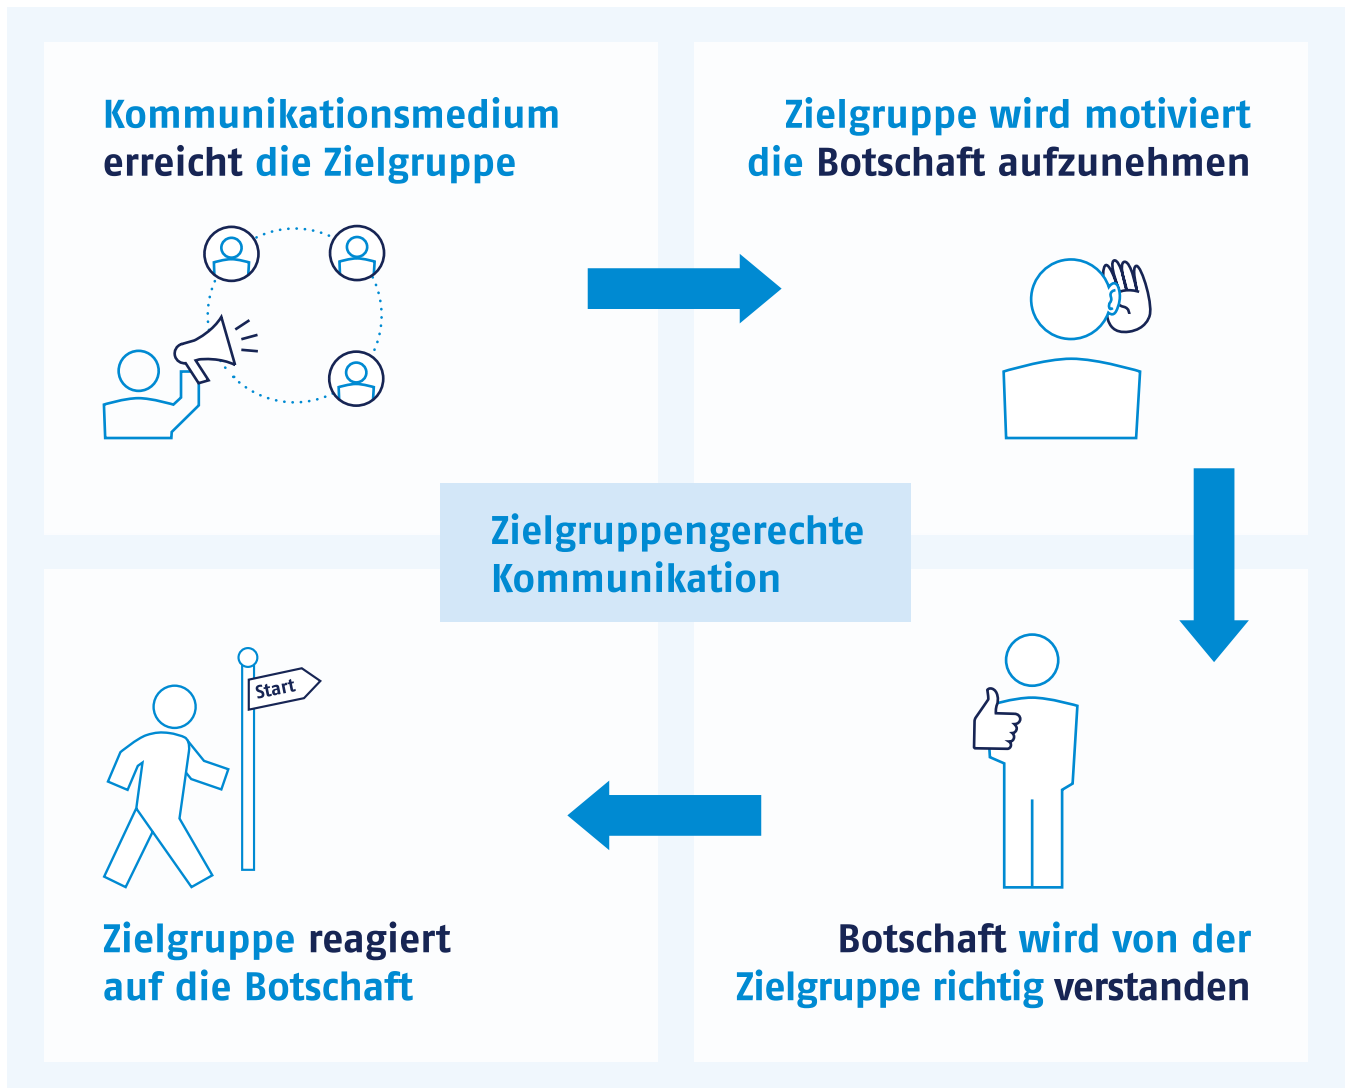 Kommunikationsmedium
erreicht die Zielgruppe
Zielgruppe wird motiviert
die Botschaft aufzunehmen
Zielgruppengerechte
Kommunikation
Start
Zielgruppe reagiert
auf die Botschaft
Botschaft wird von der
Zielgruppe richtig verstanden